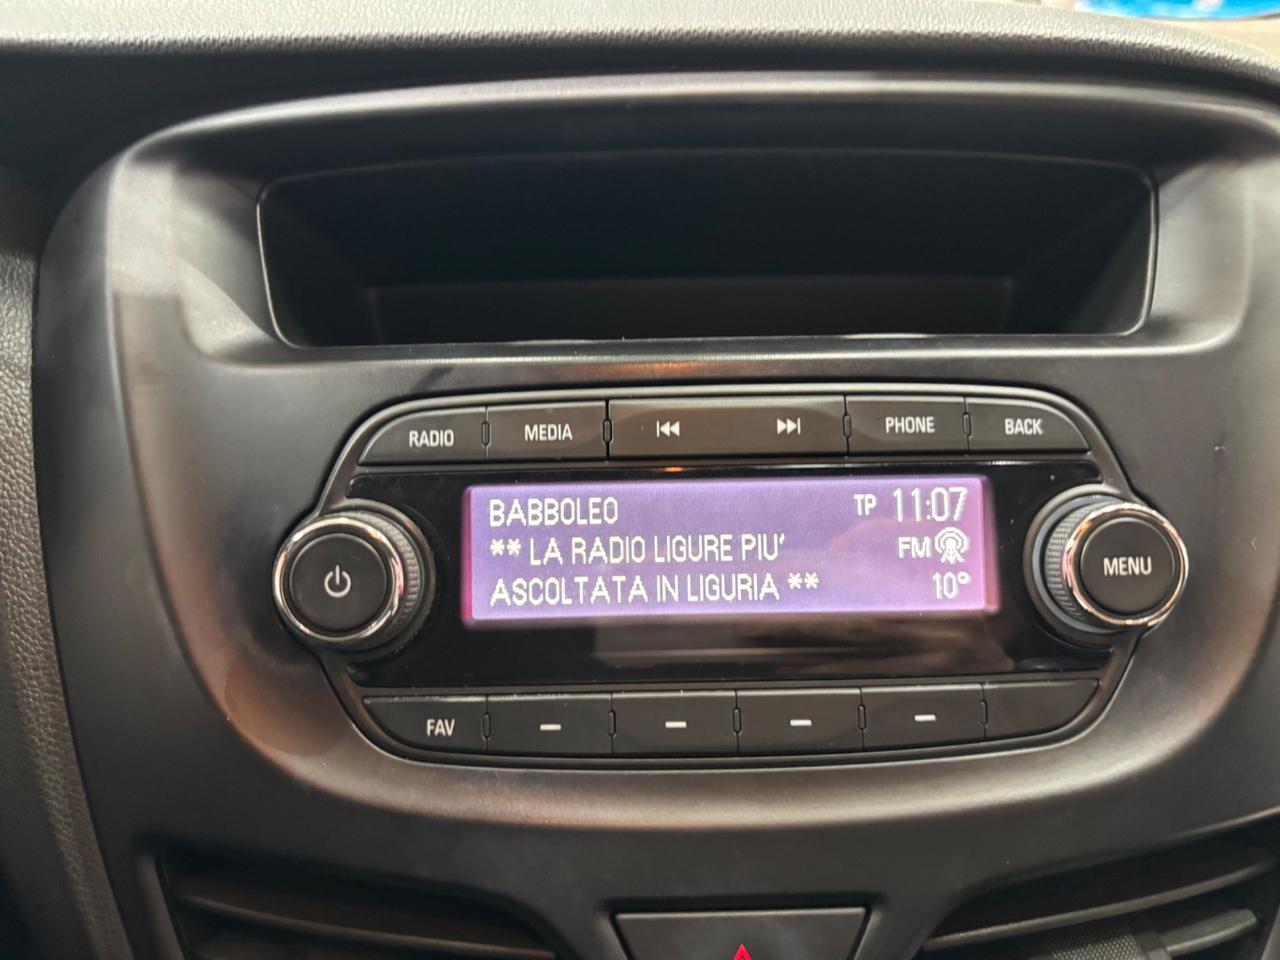 RADIO MEDIA PHONE BACK
BABBOLEO TP 11:07
** LA RADIO LIGURE PIU' FM
ASCOLTATA IN LIGURIA ** 10°
MENU
FAV